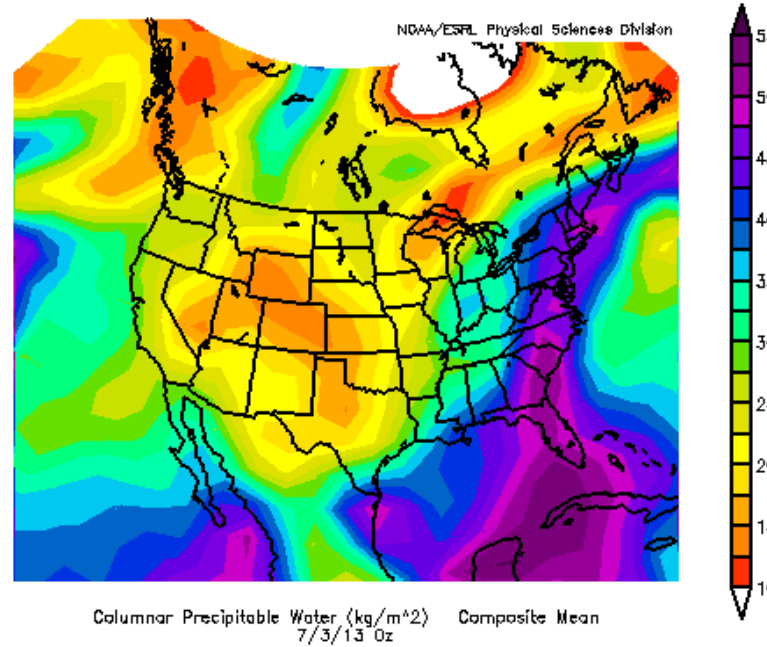 NOAA/ESRL Physical Sciences Division
Columnar Precipitable Water (kg/m^2) Composite Mean
7/3/13 0z